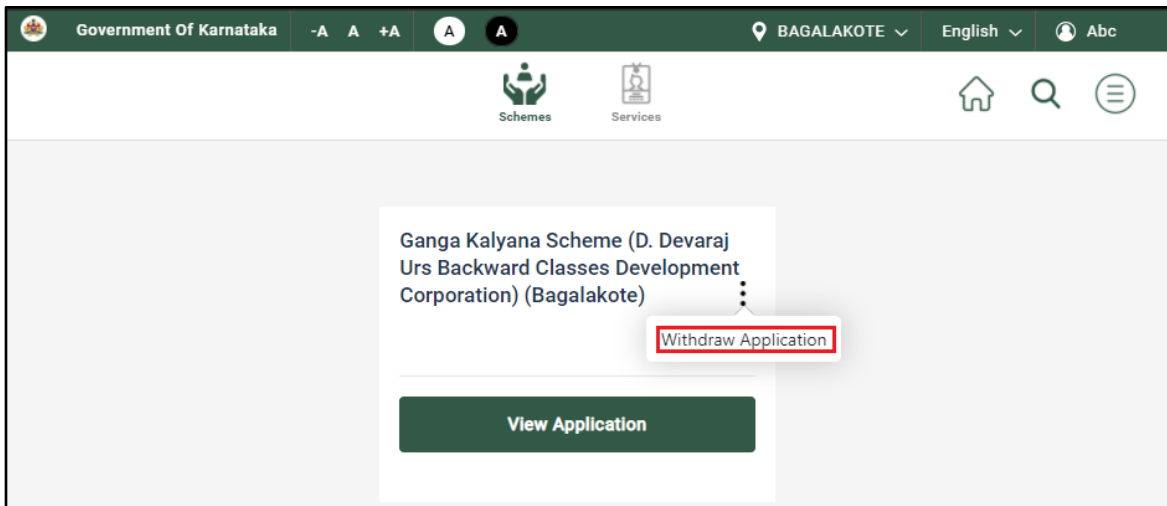 Government Of Karnataka -A A +A A A BAGALAKOTE English Abc
Schemes Services
Ganga Kalyana Scheme (D. Devaraj
Urs Backward Classes Development
Corporation) (Bagalakote)
Withdraw Application
View Application